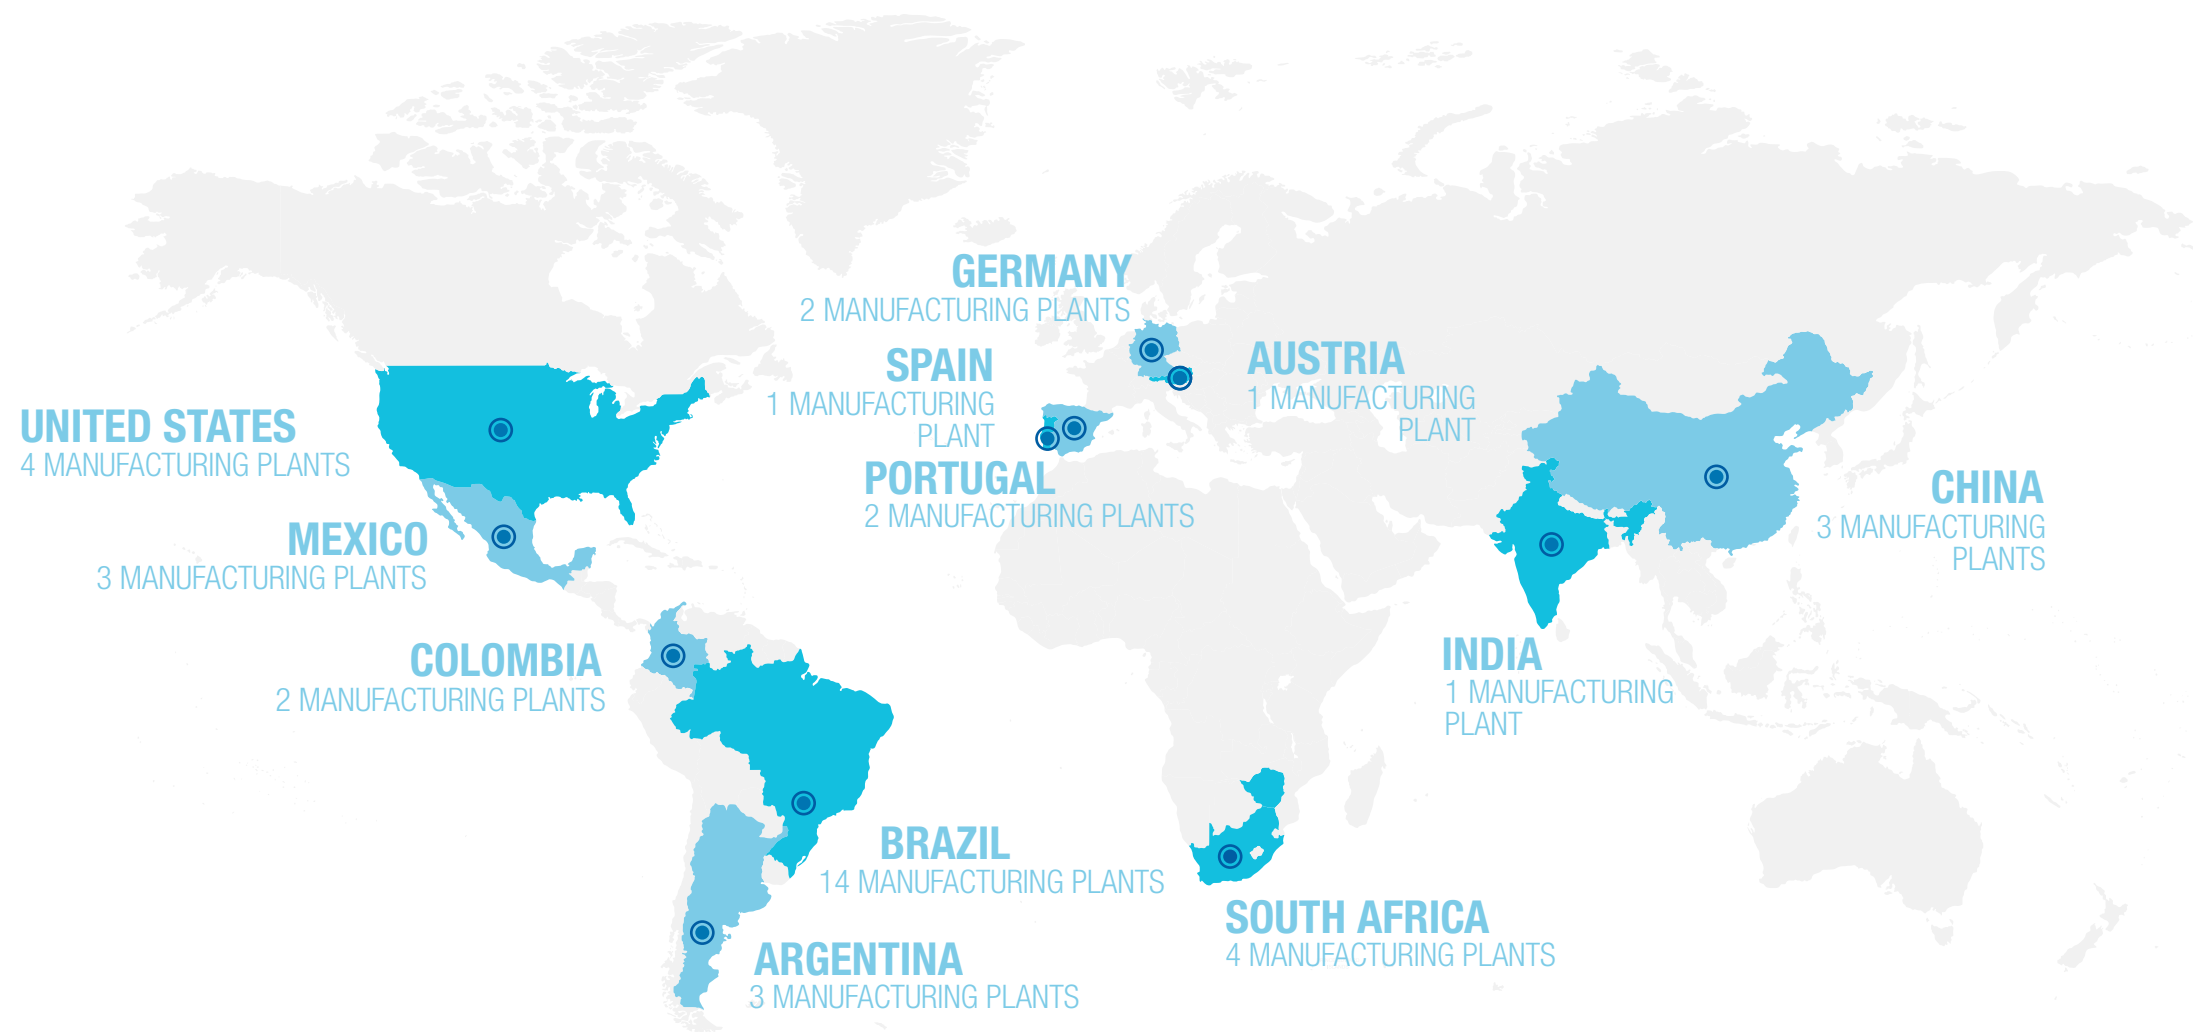 GERMANY
2 MANUFACTURING PLANTS
SPAIN
1 MANUFACTURING
PLANT
AUSTRIA
1 MANUFACTURING
PLANT
UNITED STATES
4 MANUFACTURING PLANTS
PORTUGAL
2 MANUFACTURING PLANTS
CHINA
3 MANUFACTURING
PLANTS
MEXICO
3 MANUFACTURING PLANTS
COLOMBIA
2 MANUFACTURING PLANTS
INDIA
1 MANUFACTURING
PLANT
BRAZIL
14 MANUFACTURING PLANTS
SOUTH AFRICA
4 MANUFACTURING PLANTS
ARGENTINA
3 MANUFACTURING PLANTS